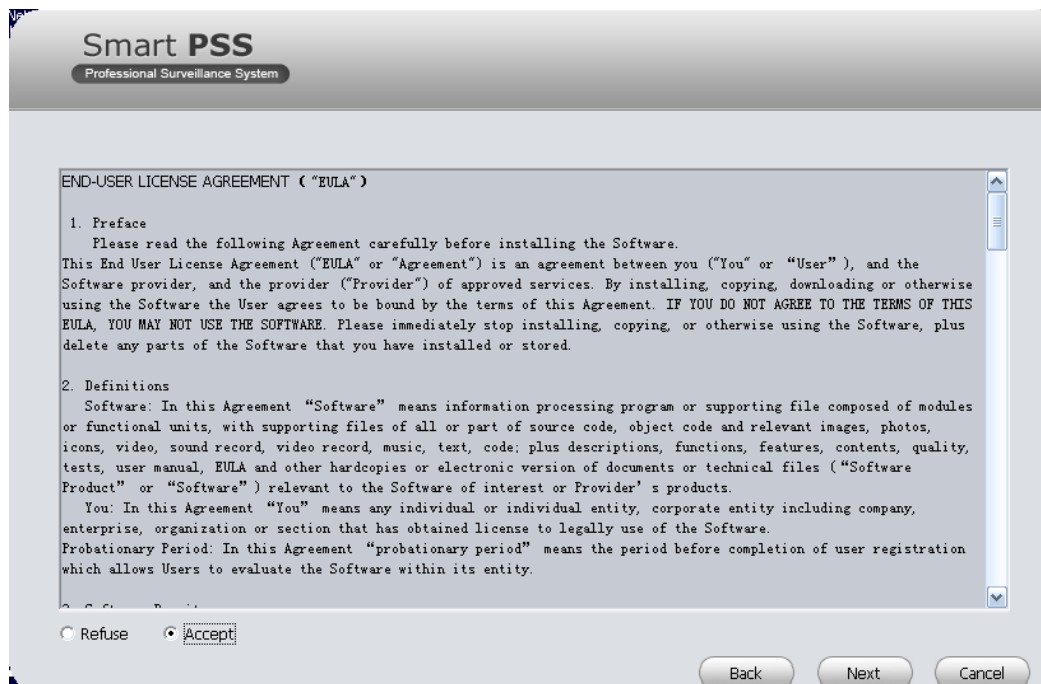 Smart PSS
Professional Surveillance System
END-USER LICENSE AGREEMENT ("EULA")
1. Preface
Please read the following Agreement carefully before installing the Software.
This End User License Agreement ("EULA" or "Agreement") is an agreement between you ("You" or “User”), and the
Software provider, and the provider ("Provider") of approved services. By installing, copying, downloading or otherwise
using the Software the User agrees to be bound by the terms of this Agreement. IF YOU DO NOT AGREE TO THE TERMS OF THIS
EULA, YOU MAY NOT USE THE SOFTWARE. Please immediately stop installing, copying, or otherwise using the Software, plus
delete any parts of the Software that you have installed or stored.
2. Definitions
Software: In this Agreement “Software” means information processing program or supporting file composed of modules
or functional units, with supporting files of all or part of source code, object code and relevant images, photos,
icons, video, sound record, video record, music, text, code; plus descriptions, functions, features, contents, quality,
tests, user manual, EULA and other hardcopies or electronic version of documents or technical files (“Software
Product” or “Software”) relevant to the Software of interest or Provider’s products.
You: In this Agreement “You” means any individual or individual entity, corporate entity including company,
enterprise, organization or section that has obtained license to legally use of the Software.
Probationary Period: In this Agreement “probationary period” means the period before completion of user registration
which allows Users to evaluate the Software within its entity.
Refuse Accept
Back Next Cancel